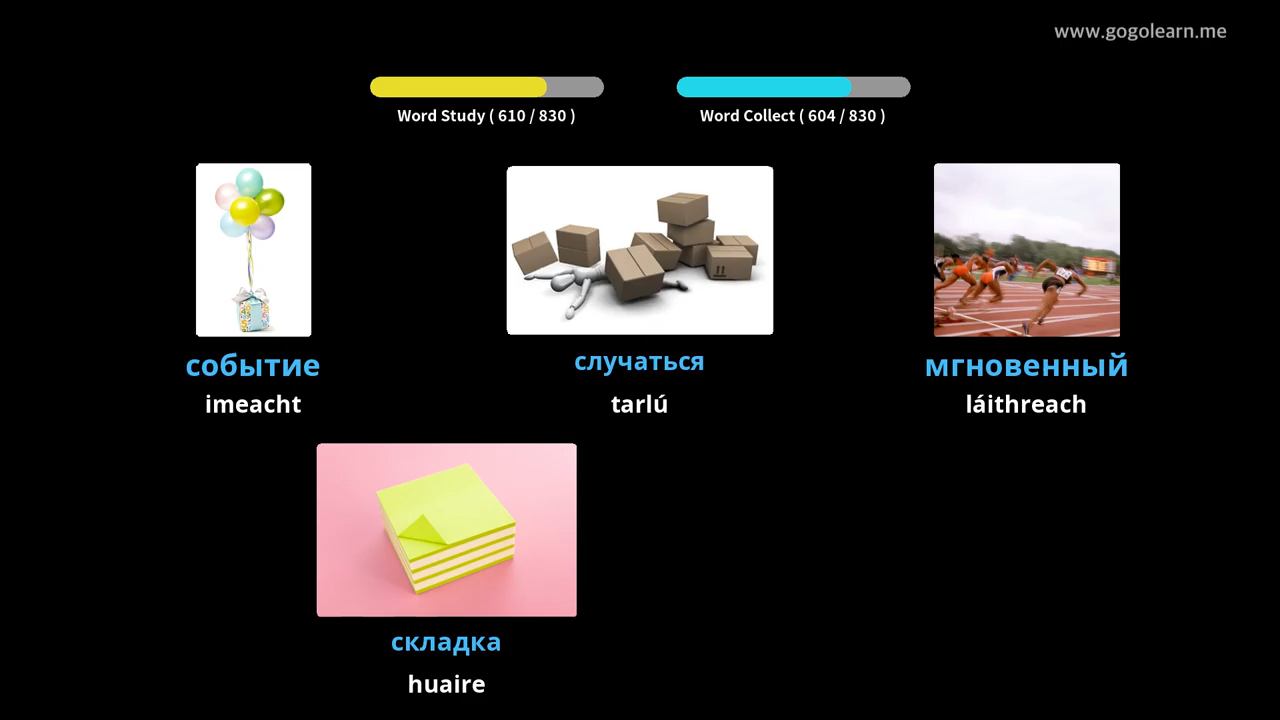 www.gogolearn.me
Word Study ( 610 / 830 )
Word Collect ( 604 / 830 )
событие
imeacht
случаться
tarlú
мгновенный
láithreach
складка
huaire